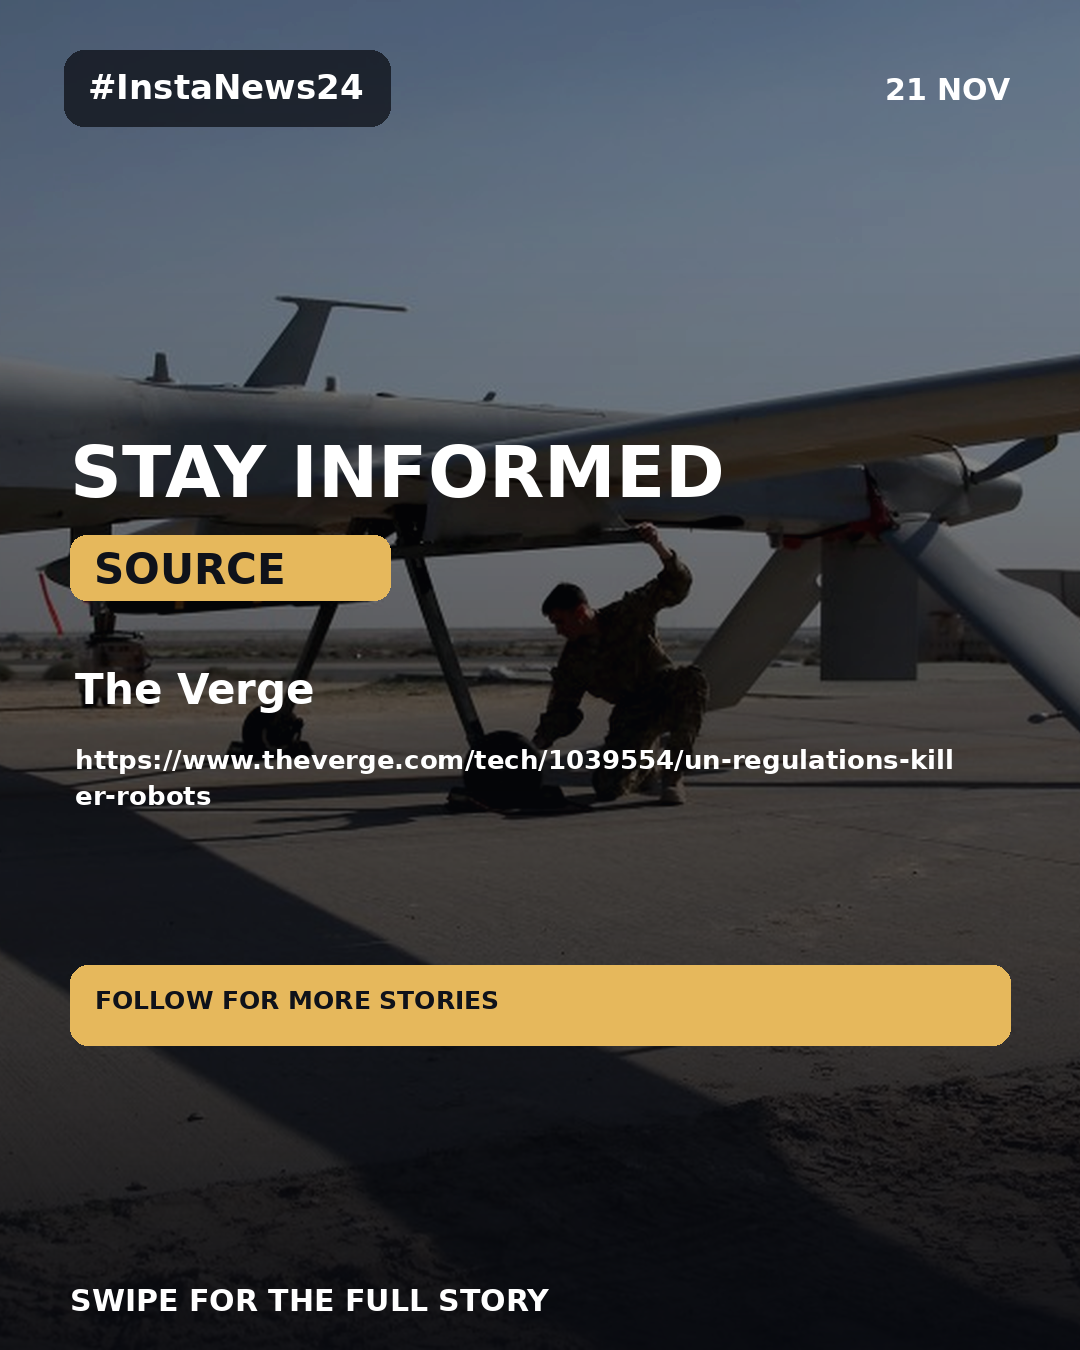 #InstaNews24
21 NOV
STAY INFORMED
SOURCE
The Verge
https://www.theverge.com/tech/1039554/un-regulations-kill
er-robots
FOLLOW FOR MORE STORIES
SWIPE FOR THE FULL STORY